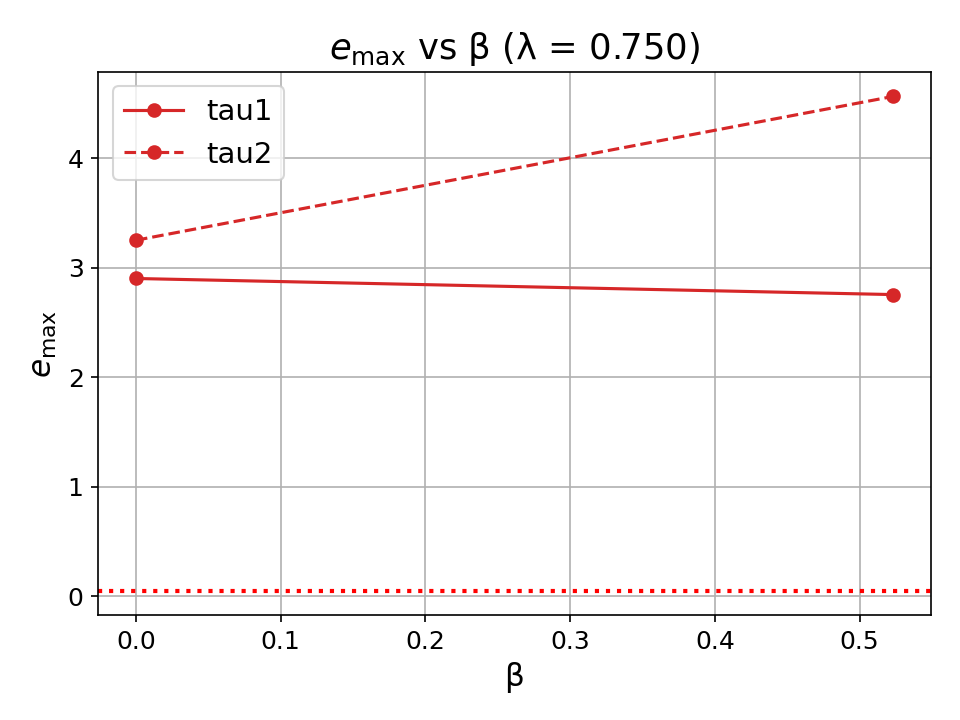 e_max vs β (λ = 0.750)
tau1
tau2
e_max
4
3
2
1
0
0.0 0.1 0.2 0.3 0.4 0.5
β